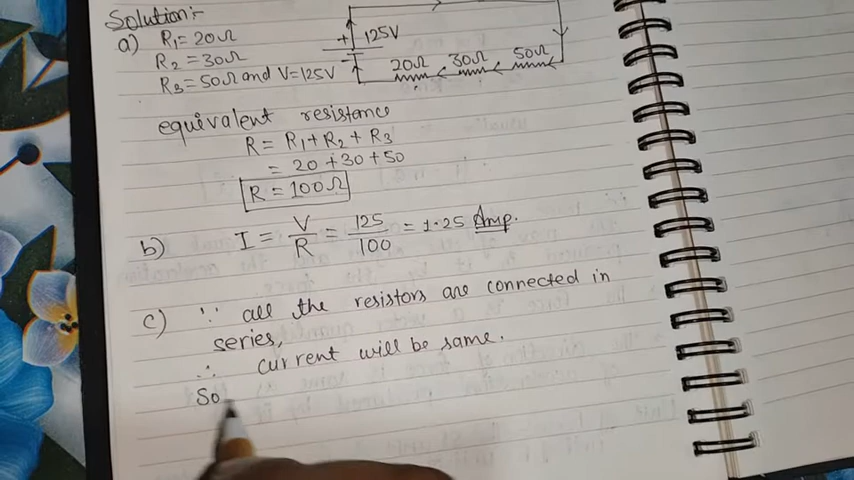 Solution:-
a) R1 = 20Ω
R2 = 30Ω
R3 = 50Ω and V = 125V
+ 125V
-
20Ω 30Ω 50Ω
equivalent resistance
R = R1 + R2 + R3
= 20 + 30 + 50
R = 100Ω
b) I = V/R = 125/100 = 1.25 Amp.
c) ∵ all the resistors are connected in
series,
∴ current will be same.
So